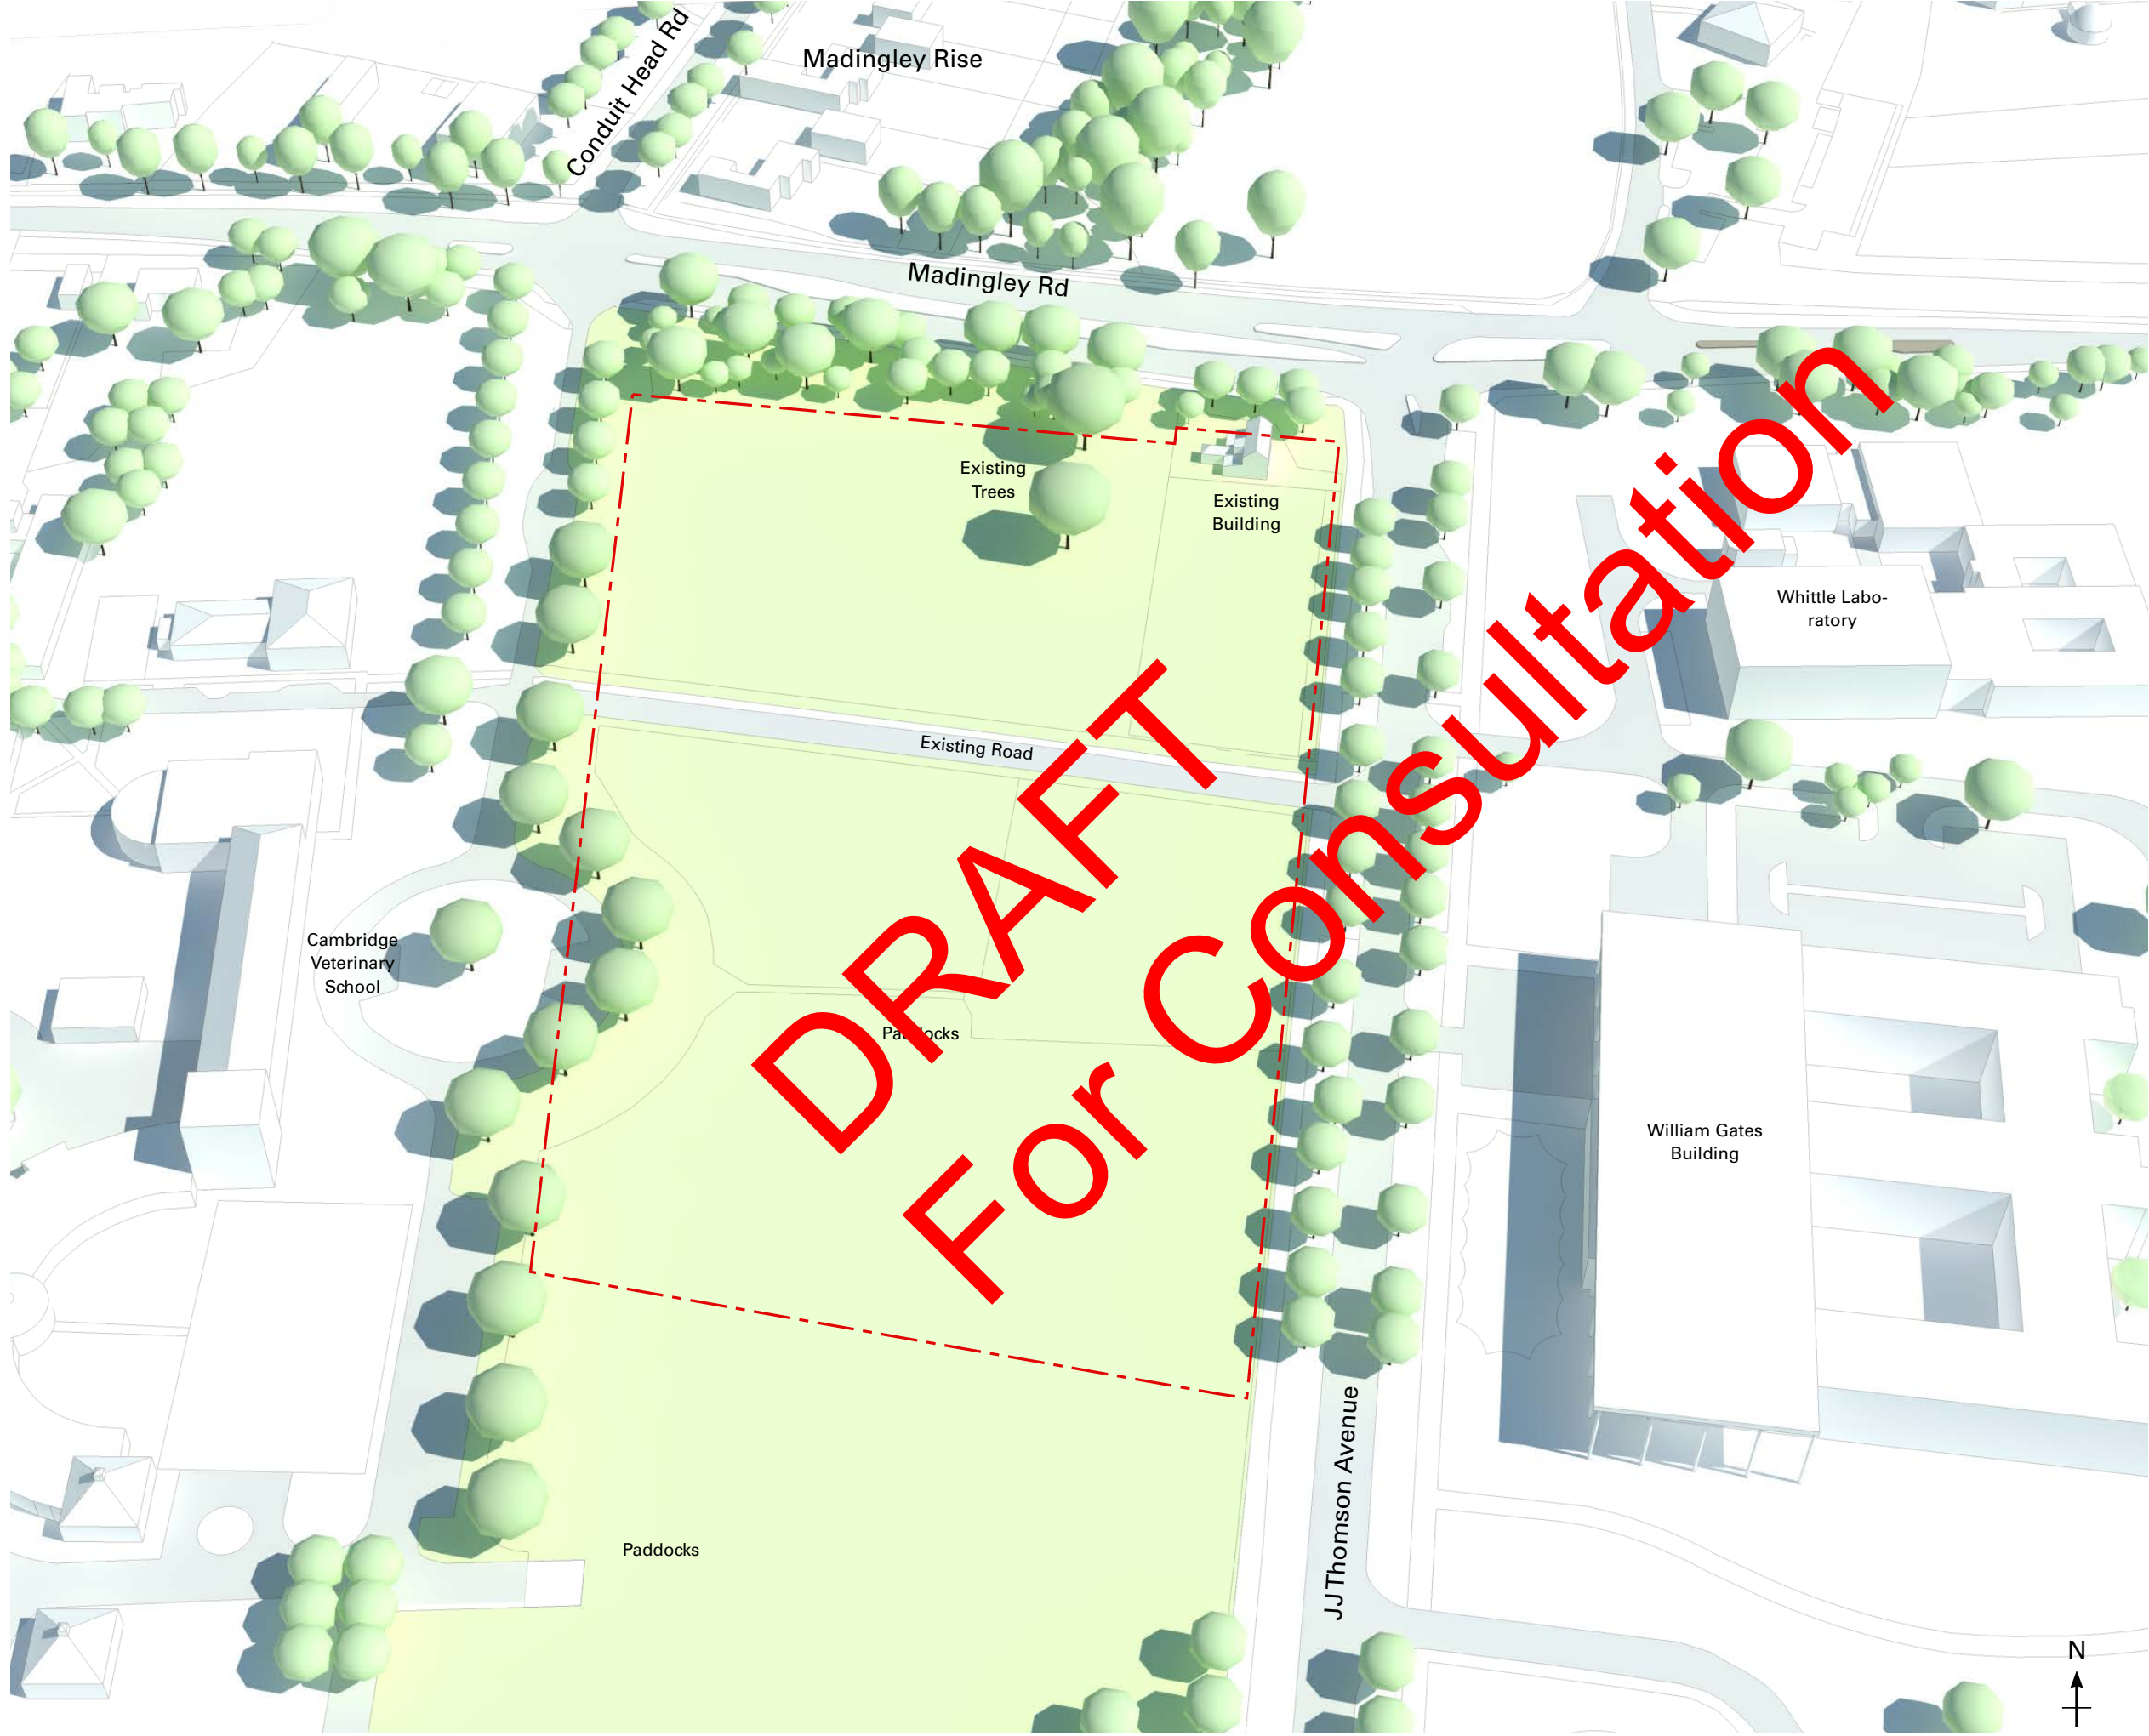 Conduit Head Rd
Madingley Rise
Madingley Rd
Existing
Trees
Existing
Building
Whittle Labo-
ratory
Existing Road
Cambridge
Veterinary
School
Paddocks
DRAFT
For Consultation
William Gates
Building
JJ Thomson Avenue
Paddocks
N